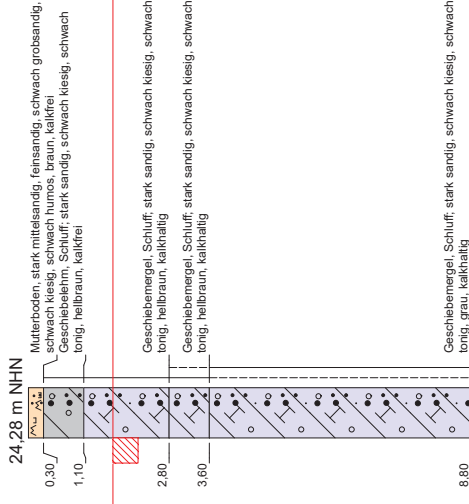 24,28 m NHN
Mutterboden, stark mittelsandig, feinsandig, schwach grobsandig,
schwach kiesig, schwach humos, braun, kalkfrei
0,30
Geschiebelehm, Schluff; stark sandig, schwach kiesig, schwach
tonig, hellbraun, kalkfrei
1,10
Geschiebemergel, Schluff; stark sandig, schwach kiesig, schwach
tonig, hellbraun, kalkhaltig
2,80
Geschiebemergel, Schluff; stark sandig, schwach kiesig, schwach
tonig, hellbraun, kalkhaltig
3,60
Geschiebemergel, Schluff; stark sandig, schwach kiesig, schwach
tonig, grau, kalkhaltig
8,80